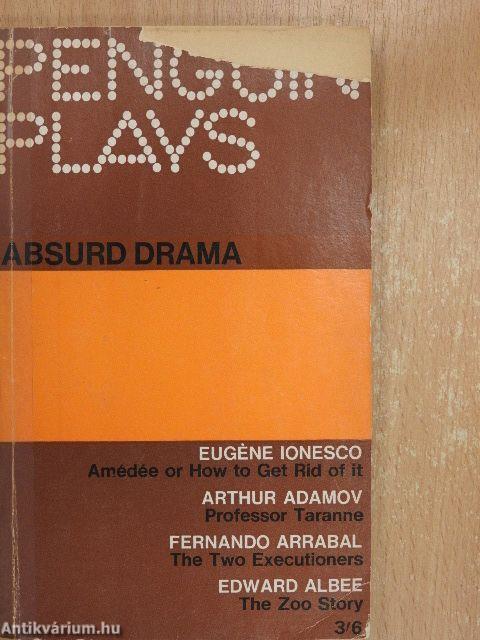 PENGUIN
PLAYS
ABSURD DRAMA
EUGÈNE IONESCO
Amédée or How to Get Rid of it
ARTHUR ADAMOV
Professor Taranne
FERNANDO ARRABAL
The Two Executioners
EDWARD ALBEE
The Zoo Story
3/6
Antikvárium.hu